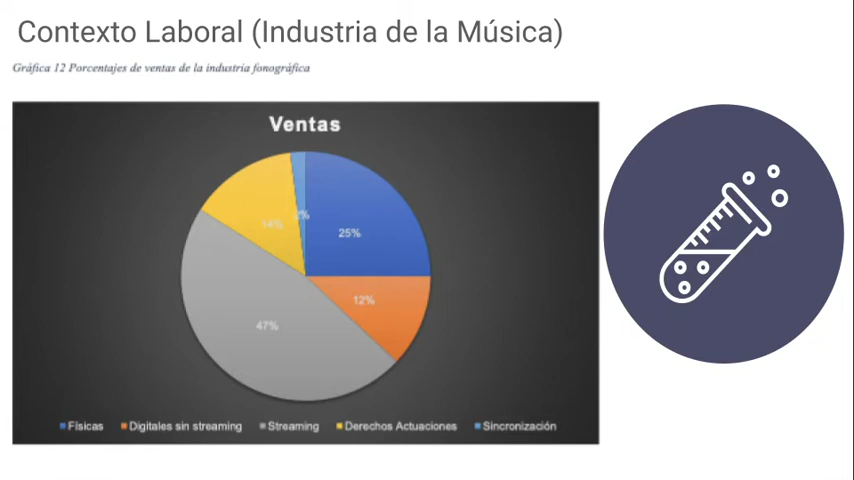 Contexto Laboral (Industria de la Música)
Gráfica 12 Porcentajes de ventas de la industria fonográfica
Ventas
2%
14%
25%
12%
47%
Físicas Digitales sin streaming Streaming Derechos Actuaciones Sincronización